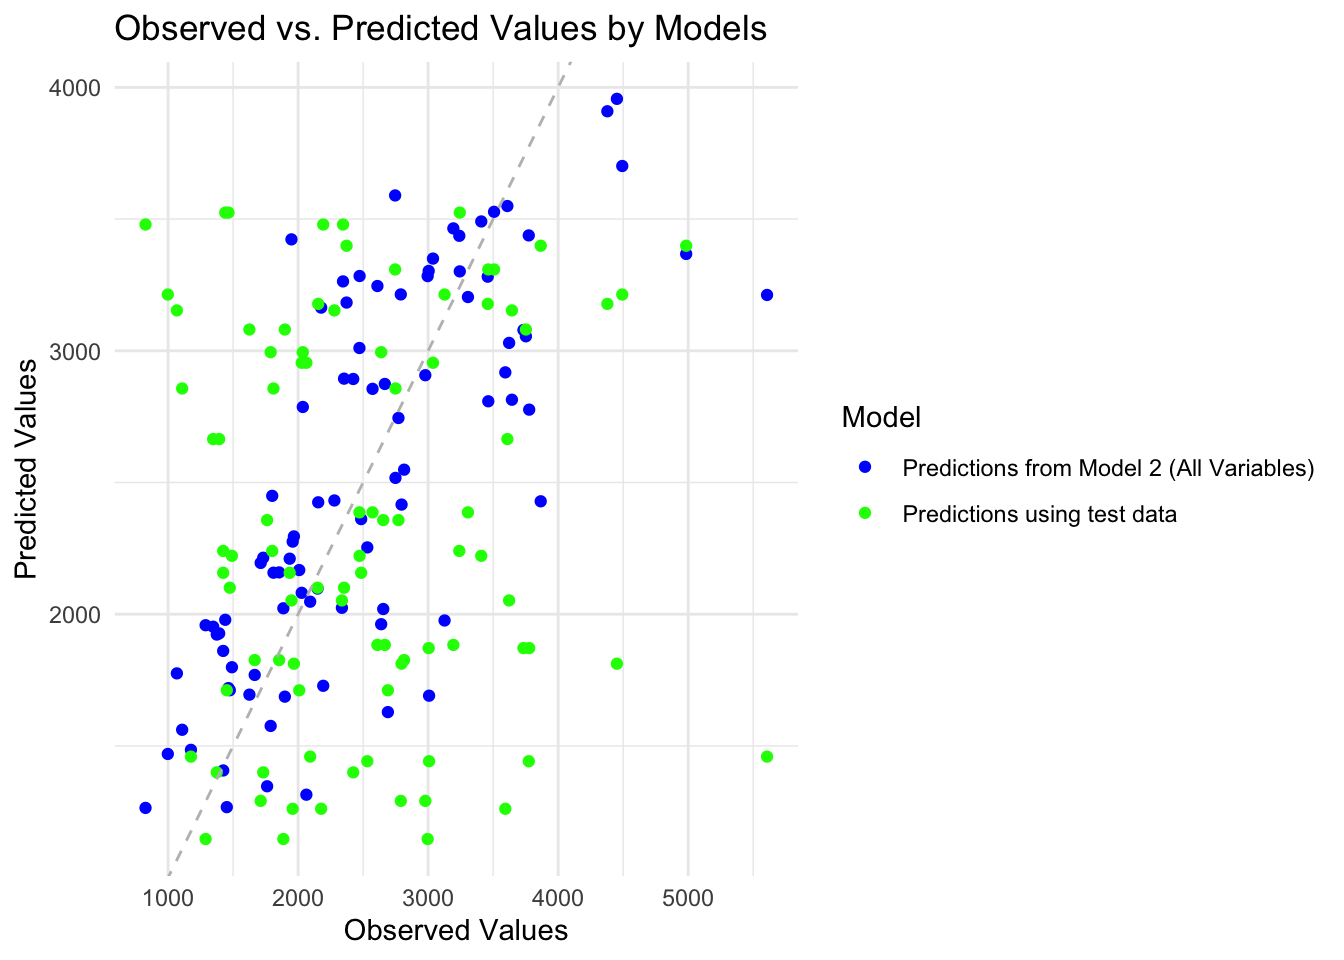 Observed vs. Predicted Values by Models
4000
3000
2000
Predicted Values
1000 2000 3000 4000 5000
Observed Values
Model
Predictions from Model 2 (All Variables)
Predictions using test data